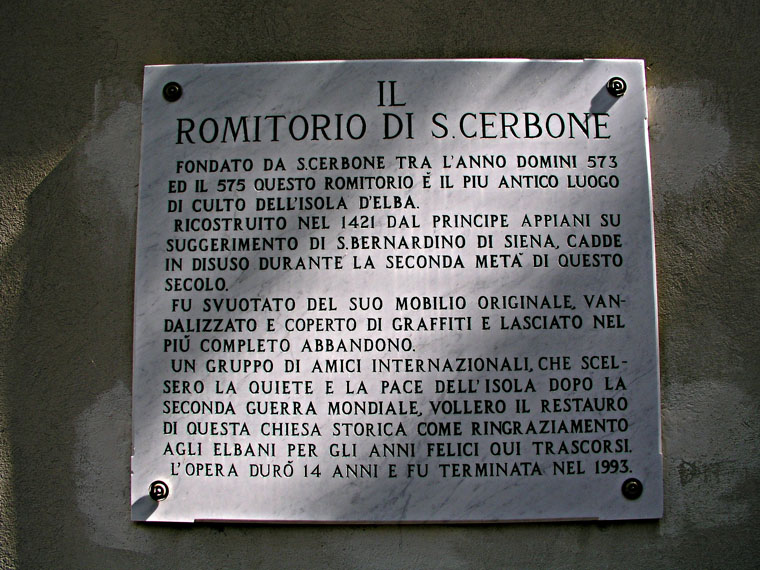 IL
ROMITORIO DI S.CERBONE
FONDATO DA S.CERBONE TRA L'ANNO DOMINI 573
ED IL 575 QUESTO ROMITORIO È IL PIU ANTICO LUOGO
DI CULTO DELL'ISOLA D'ELBA.
RICOSTRUITO NEL 1421 DAL PRINCIPE APPIANI SU
SUGGERIMENTO DI S.BERNARDINO DI SIENA, CADDE
IN DISUSO DURANTE LA SECONDA METÀ DI QUESTO
SECOLO.
FU SVUOTATO DEL SUO MOBILIO ORIGINALE, VAN-
DALIZZATO E COPERTO DI GRAFFITI E LASCIATO NEL
PIÙ COMPLETO ABBANDONO.
UN GRUPPO DI AMICI INTERNAZIONALI, CHE SCEL-
SERO LA QUIETE E LA PACE DELL'ISOLA DOPO LA
SECONDA GUERRA MONDIALE, VOLLERO IL RESTAURO
DI QUESTA CHIESA STORICA COME RINGRAZIAMENTO
AGLI ELBANI PER GLI ANNI FELICI QUI TRASCORSI.
L'OPERA DURÒ 14 ANNI E FU TERMINATA NEL 1993.